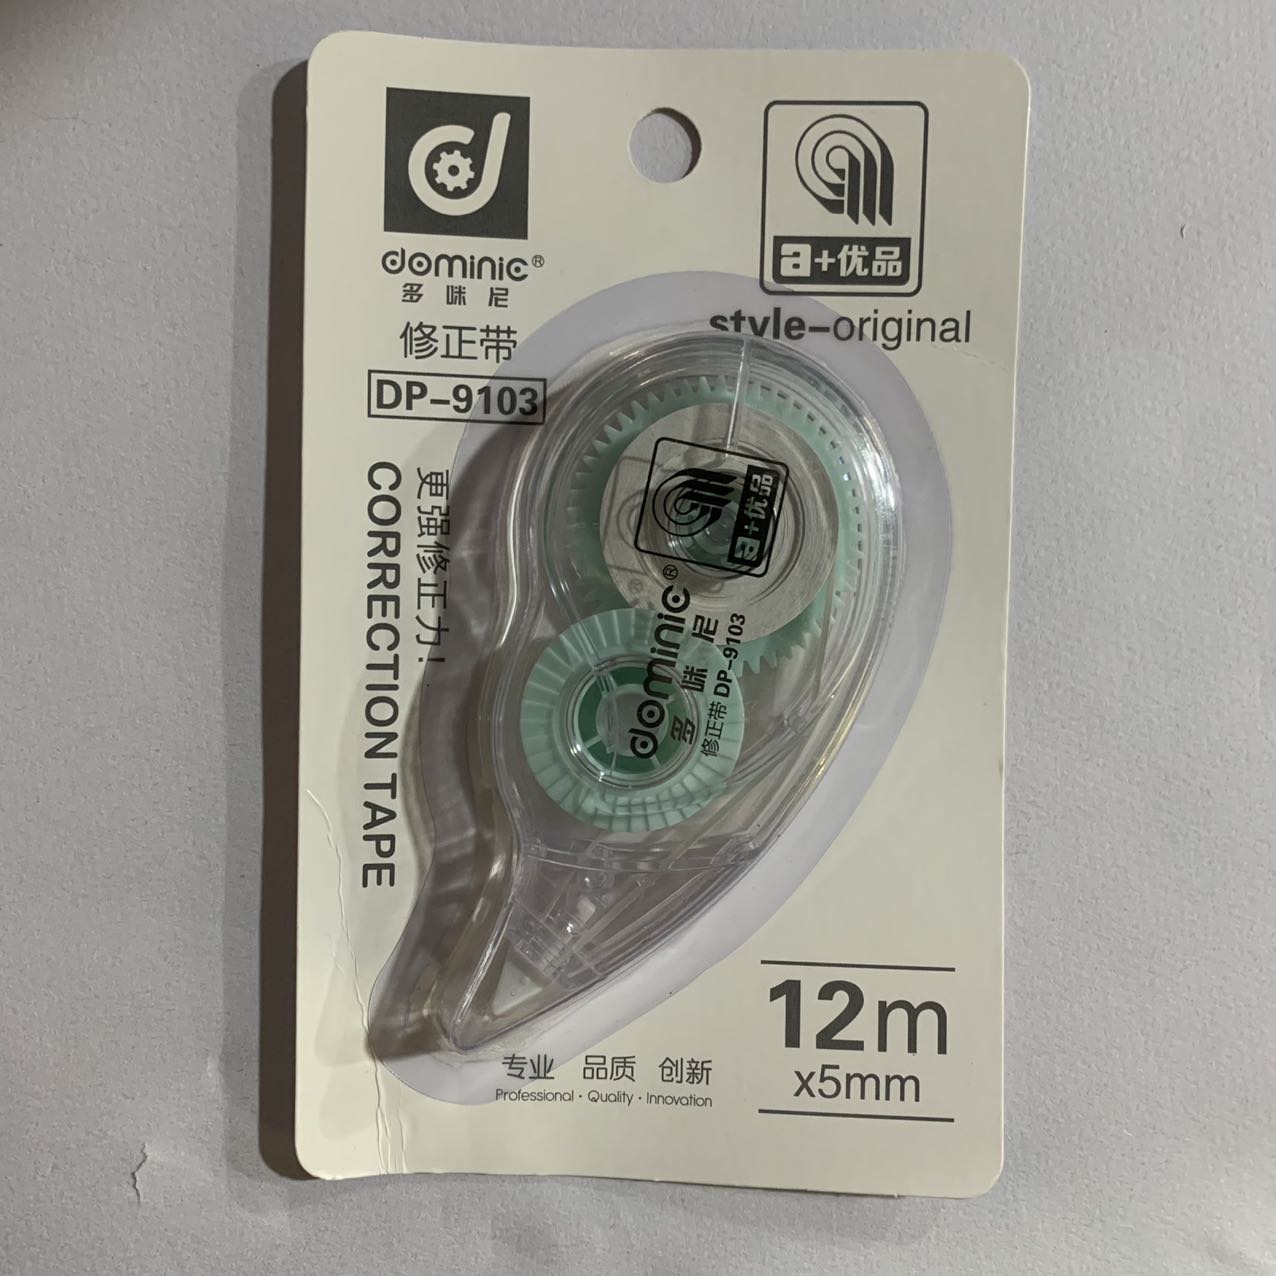 dominic®
多咪尼
修正带
DP-9103
更强修正力!
CORRECTION TAPE
a+优品
style-original
a+优品
dominic®
多咪尼
修正带 DP-9103
专业 品质 创新
Professional · Quality · Innovation
12m
x5mm